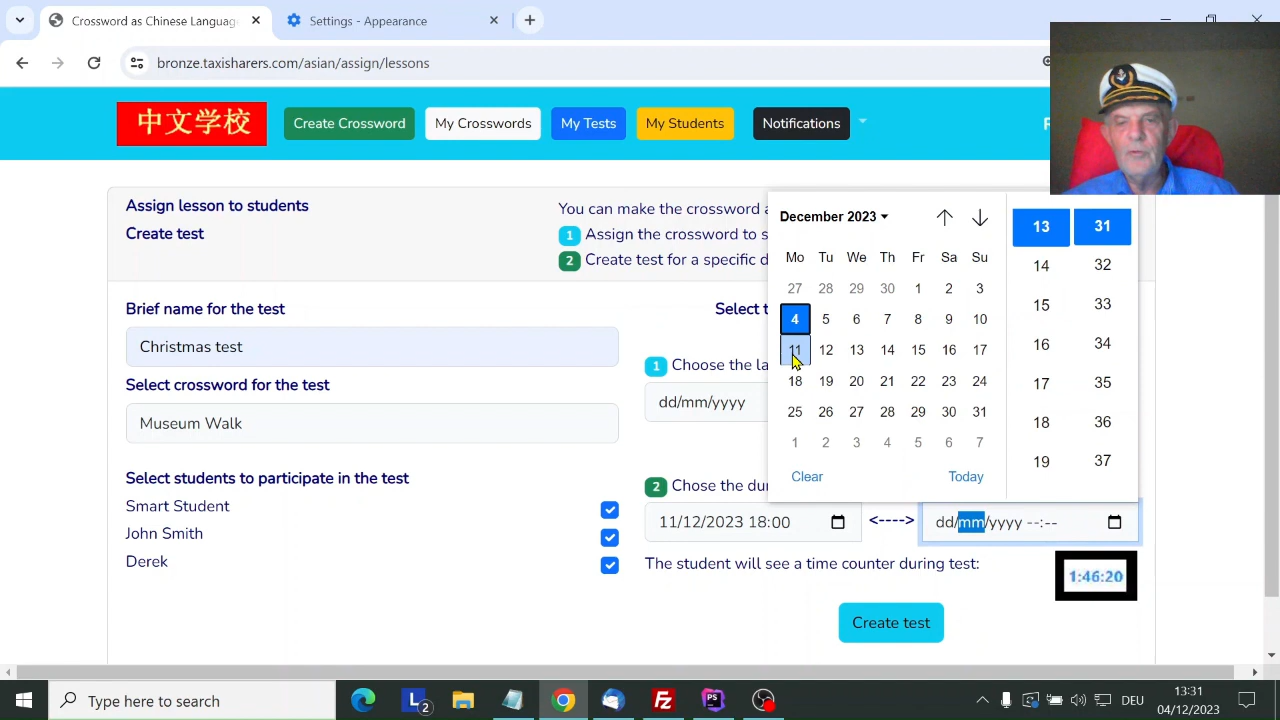 Crossword as Chinese Language
Settings - Appearance
bronze.taxisharers.com/asian/assign/lessons
中文学校
Create Crossword
My Crosswords
My Tests
My Students
Notifications
Assign lesson to students
Create test
You can make the crossword
1 Assign the crossword to
2 Create test for a specific
Brief name for the test
Christmas test
Select crossword for the test
Museum Walk
Select students to participate in the test
Smart Student
John Smith
Derek
1 Choose the
dd/mm/yyyy
December 2023
Mo Tu We Th Fr Sa Su
27 28 29 30 1 2 3
4 5 6 7 8 9 10
11 12 13 14 15 16 17
18 19 20 21 22 23 24
25 26 27 28 29 30 31
1 2 3 4 5 6 7
Clear
Today
13 31
14 32
15 33
16 34
17 35
18 36
19 37
2 Chose the
11/12/2023 18:00
<---->
dd/mm/yyyy --:--
The student will see a time counter during test:
1:46:20
Create test
Type here to search
L 2
PS
DEU
13:31
04/12/2023